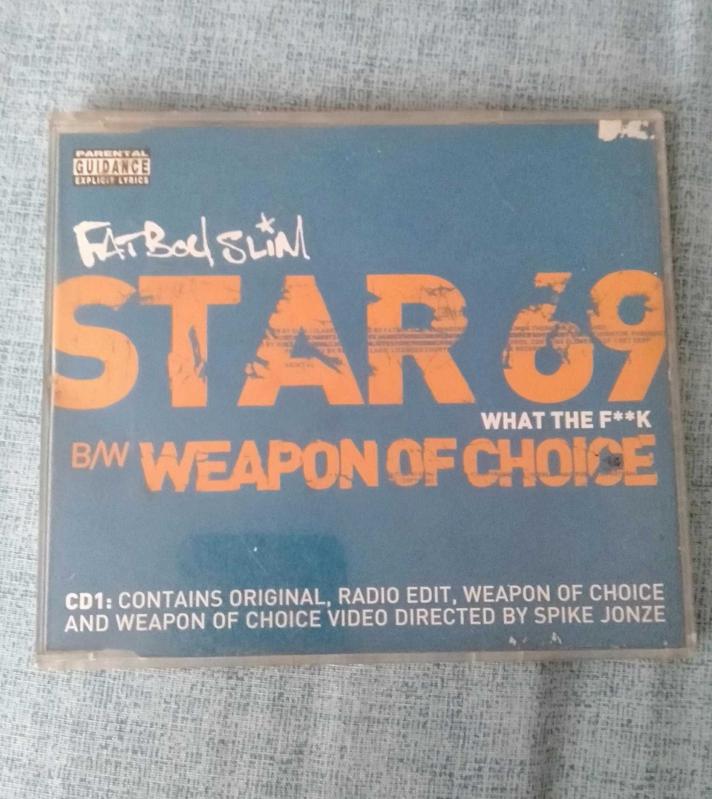 PARENTAL
GUIDANCE
EXPLICIT LYRICS
FATBOY SLIM
STAR 69
WHAT THE F**K
B/W WEAPON OF CHOICE
CD1: CONTAINS ORIGINAL, RADIO EDIT, WEAPON OF CHOICE
AND WEAPON OF CHOICE VIDEO DIRECTED BY SPIKE JONZE